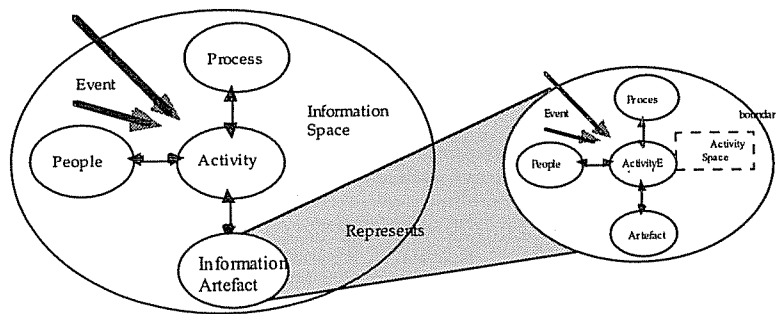 Process
Event
Information
Space
People
Activity
Represents
Information
Artefact
Event
Proces
boundar
People
ActivityE
Activity
Space
Artefact